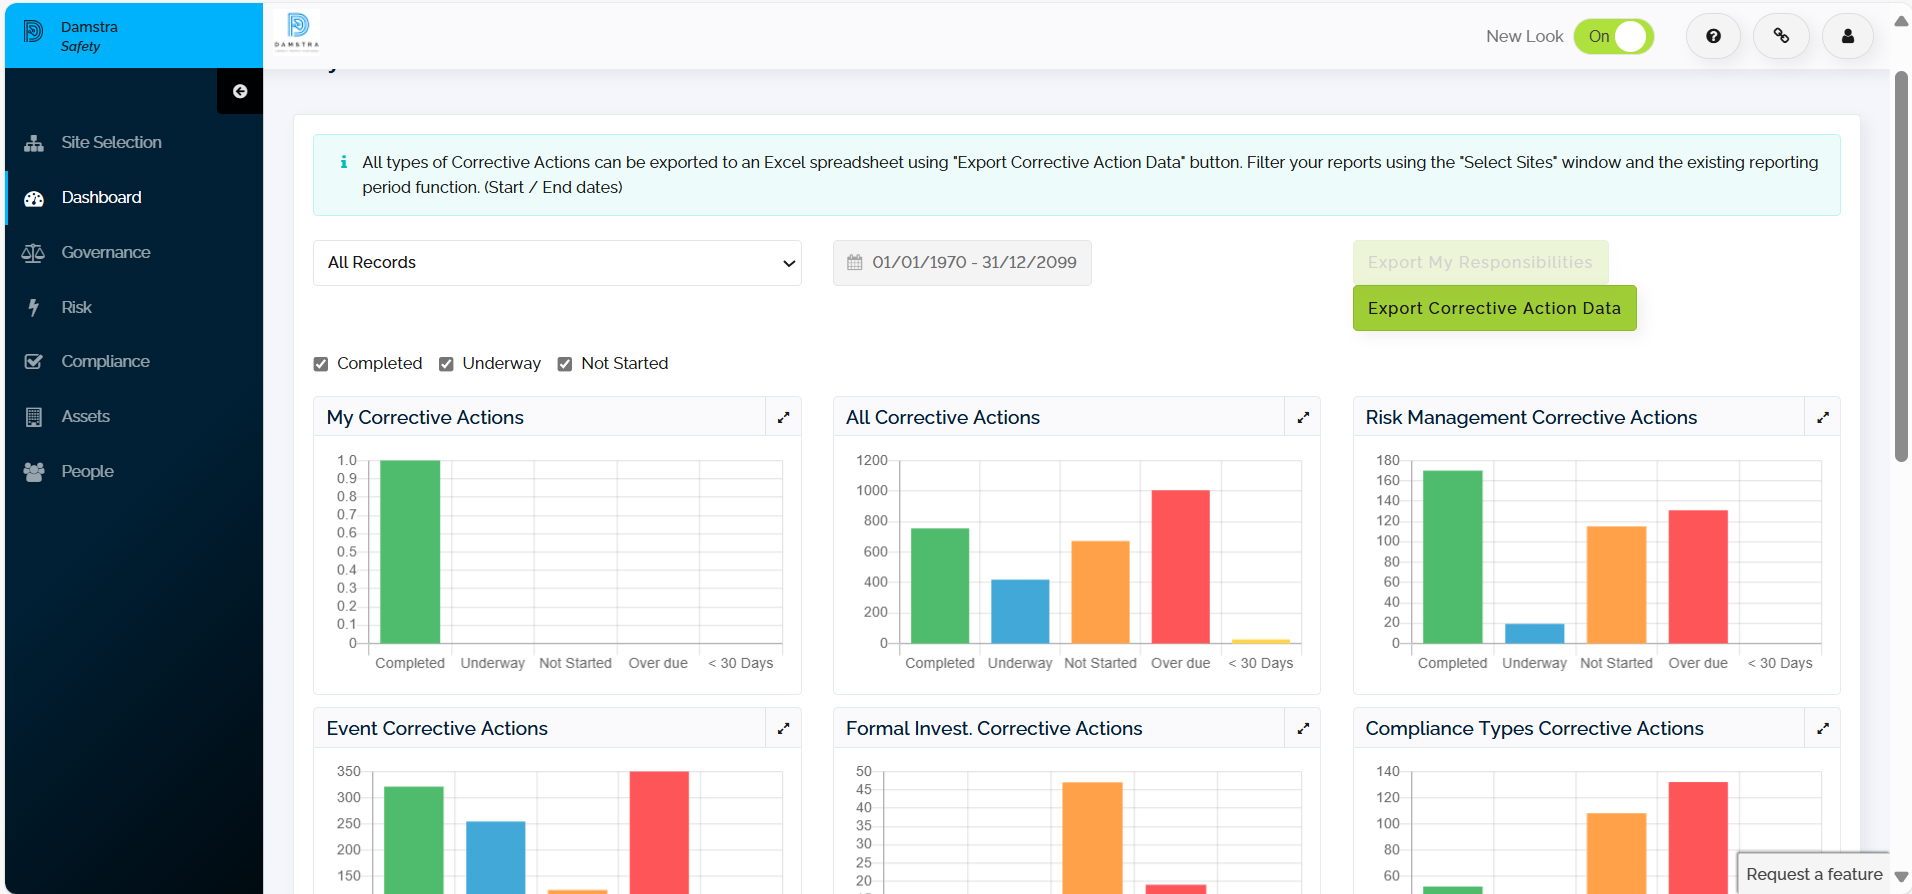 Damstra
Safety
DAMSTRA
New Look
On
Site Selection
Dashboard
Governance
Risk
Compliance
Assets
People
All types of Corrective Actions can be exported to an Excel spreadsheet using "Export Corrective Action Data" button. Filter your reports using the "Select Sites" window and the existing reporting
period function. (Start / End dates)
All Records
01/01/1970 - 31/12/2099
Export My Responsibilities
Export Corrective Action Data
Completed
Underway
Not Started
My Corrective Actions
1.0
0.9
0.8
0.7
0.6
0.5
0.4
0.3
0.2
0.1
0
Completed Underway Not Started Over due < 30 Days
All Corrective Actions
1200
1000
800
600
400
200
0
Completed Underway Not Started Over due < 30 Days
Risk Management Corrective Actions
180
160
140
120
100
80
60
40
20
0
Completed Underway Not Started Over due < 30 Days
Event Corrective Actions
350
300
250
200
150
Formal Invest. Corrective Actions
50
45
40
35
30
25
20
Compliance Types Corrective Actions
140
120
100
80
60
Request a feature